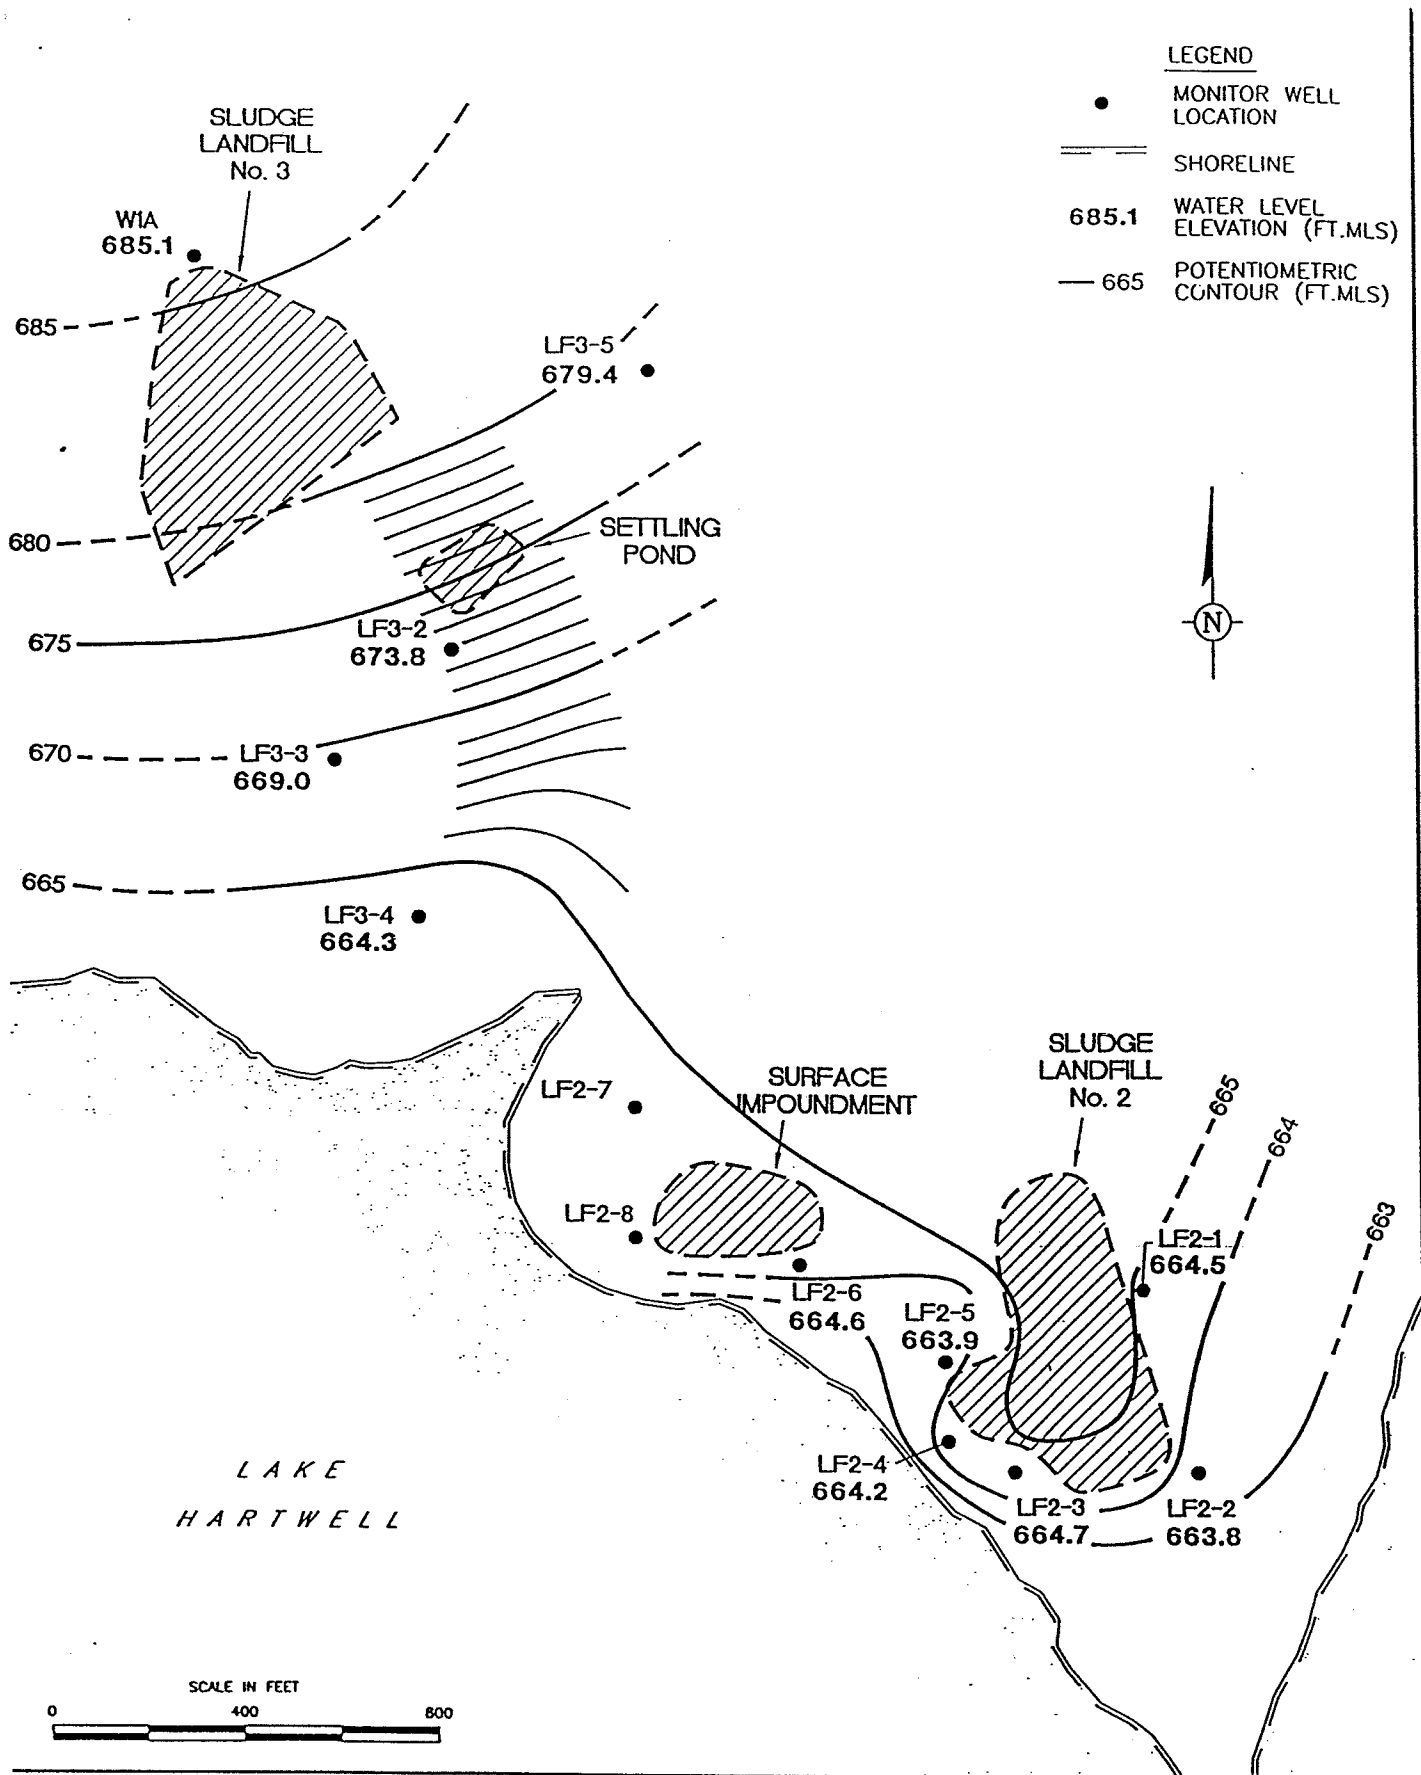 LEGEND
MONITOR WELL
LOCATION
SHORELINE
685.1
WATER LEVEL
ELEVATION (FT.MLS)
665
POTENTIOMETRIC
CONTOUR (FT.MLS)
SLUDGE
LANDFILL
No. 3
W1A
685.1
685
LF3-5
679.4
680
SETTLING
POND
675
LF3-2
673.8
670
LF3-3
669.0
665
LF3-4
664.3
N
SLUDGE
LANDFILL
No. 2
SURFACE
IMPOUNDMENT
LF2-7
LF2-8
665
664
663
LF2-1
664.5
LF2-6
664.6
LF2-5
663.9
LF2-4
664.2
LF2-3
664.7
LF2-2
663.8
LAKE
HARTWELL
SCALE IN FEET
0 400 800